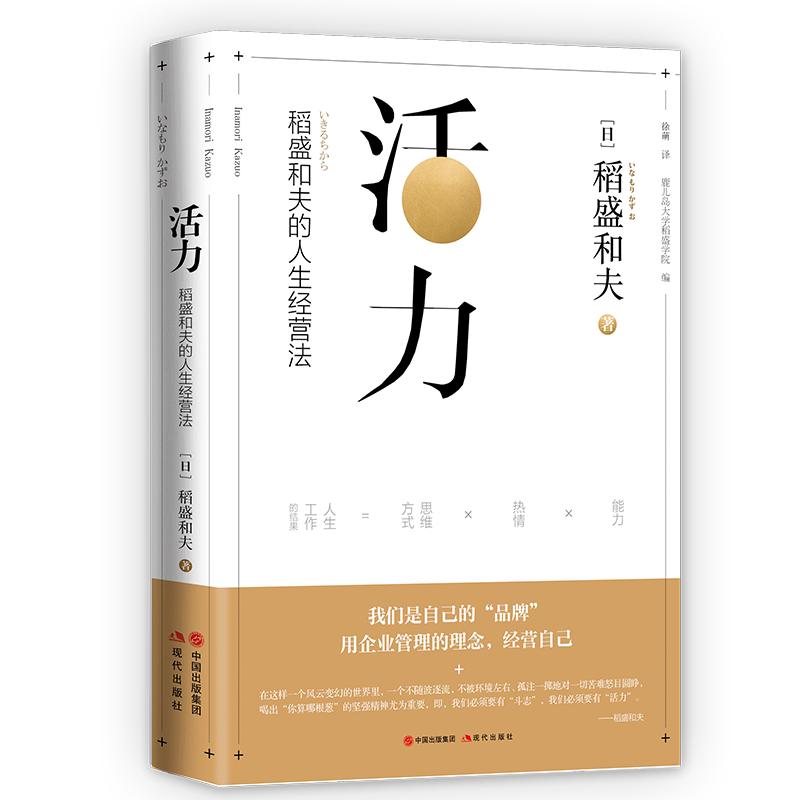 いなもり かずお
活力
稻盛和夫的人生经营法
[日]
稻盛和夫
著
现代出版社
中国出版集团
Inamori Kazuo
Inamori Kazuo
徐萌 译 鹿儿岛大学稻盛学院 编
[日]
稻盛和夫
いなもりかずお
著
活力
いきるちから
稻盛和夫的人生经营法
人生
工作
的结果
=
思维
方式
×
热情
×
能力
我们是自己的“品牌”
用企业管理的理念，经营自己
+
在这样一个风云变幻的世界里，一个不随波逐流，不被环境左右、孤注一掷地对一切苦难怒目圆睁，
喝出“你算哪根葱”的坚强精神尤为重要，即，我们必须要有“斗志”，我们必须要有“活力”。
——稻盛和夫
中国出版集团 现代出版社